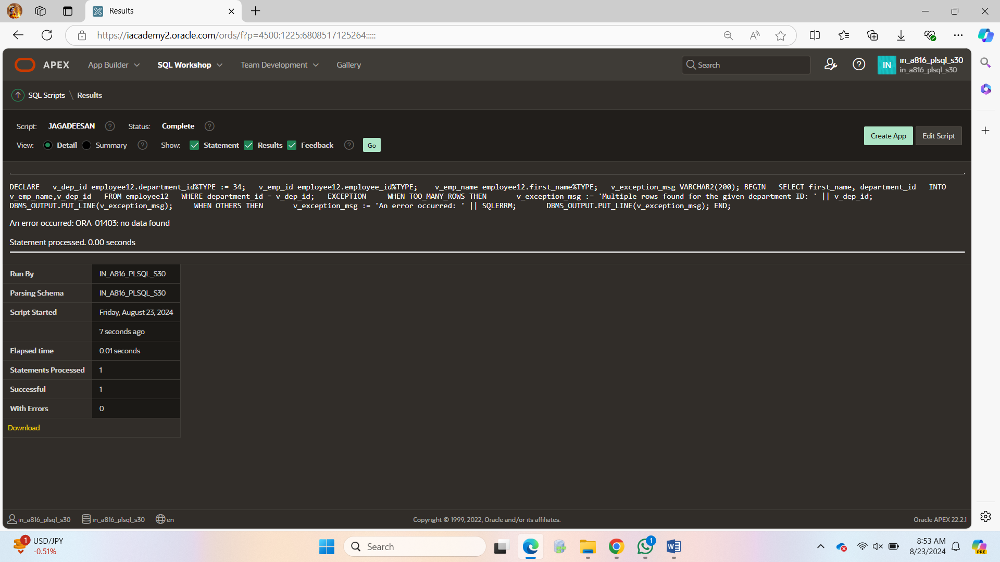 Results
https://iacademy2.oracle.com/ords/f?p=4500:1225:6808517125264:::::
APEX App Builder SQL Workshop Team Development Gallery Search IN in_a816_plsql_s30
in_a816_plsql_s30
SQL Scripts \ Results
Script: JAGADEESAN Status: Complete
View: Detail Summary Show: Statement Results Feedback Go
Create App Edit Script
DECLARE v_dep_id employee12.department_id%TYPE := 34; v_emp_id employee12.employee_id%TYPE; v_emp_name employee12.first_name%TYPE; v_exception_msg VARCHAR2(200); BEGIN SELECT first_name, department_id INTO
v_emp_name,v_dep_id FROM employee12 WHERE department_id = v_dep_id; EXCEPTION WHEN TOO_MANY_ROWS THEN v_exception_msg := 'Multiple rows found for the given department ID: ' || v_dep_id;
DBMS_OUTPUT.PUT_LINE(v_exception_msg); WHEN OTHERS THEN v_exception_msg := 'An error occurred: ' || SQLERRM; DBMS_OUTPUT.PUT_LINE(v_exception_msg); END;
An error occurred: ORA-01403: no data found
Statement processed. 0.00 seconds
Run By IN_A816_PLSQL_S30
Parsing Schema IN_A816_PLSQL_S30
Script Started Friday, August 23, 2024
7 seconds ago
Elapsed time 0.01 seconds
Statements Processed 1
Successful 1
With Errors 0
Download
in_a816_plsql_s30 in_a816_plsql_s30 en Copyright © 1999, 2022, Oracle and/or its affiliates. Oracle APEX 22.2.1
1 USD/JPY
-0.51%
Search
1
8:53 AM
8/23/2024
PRE